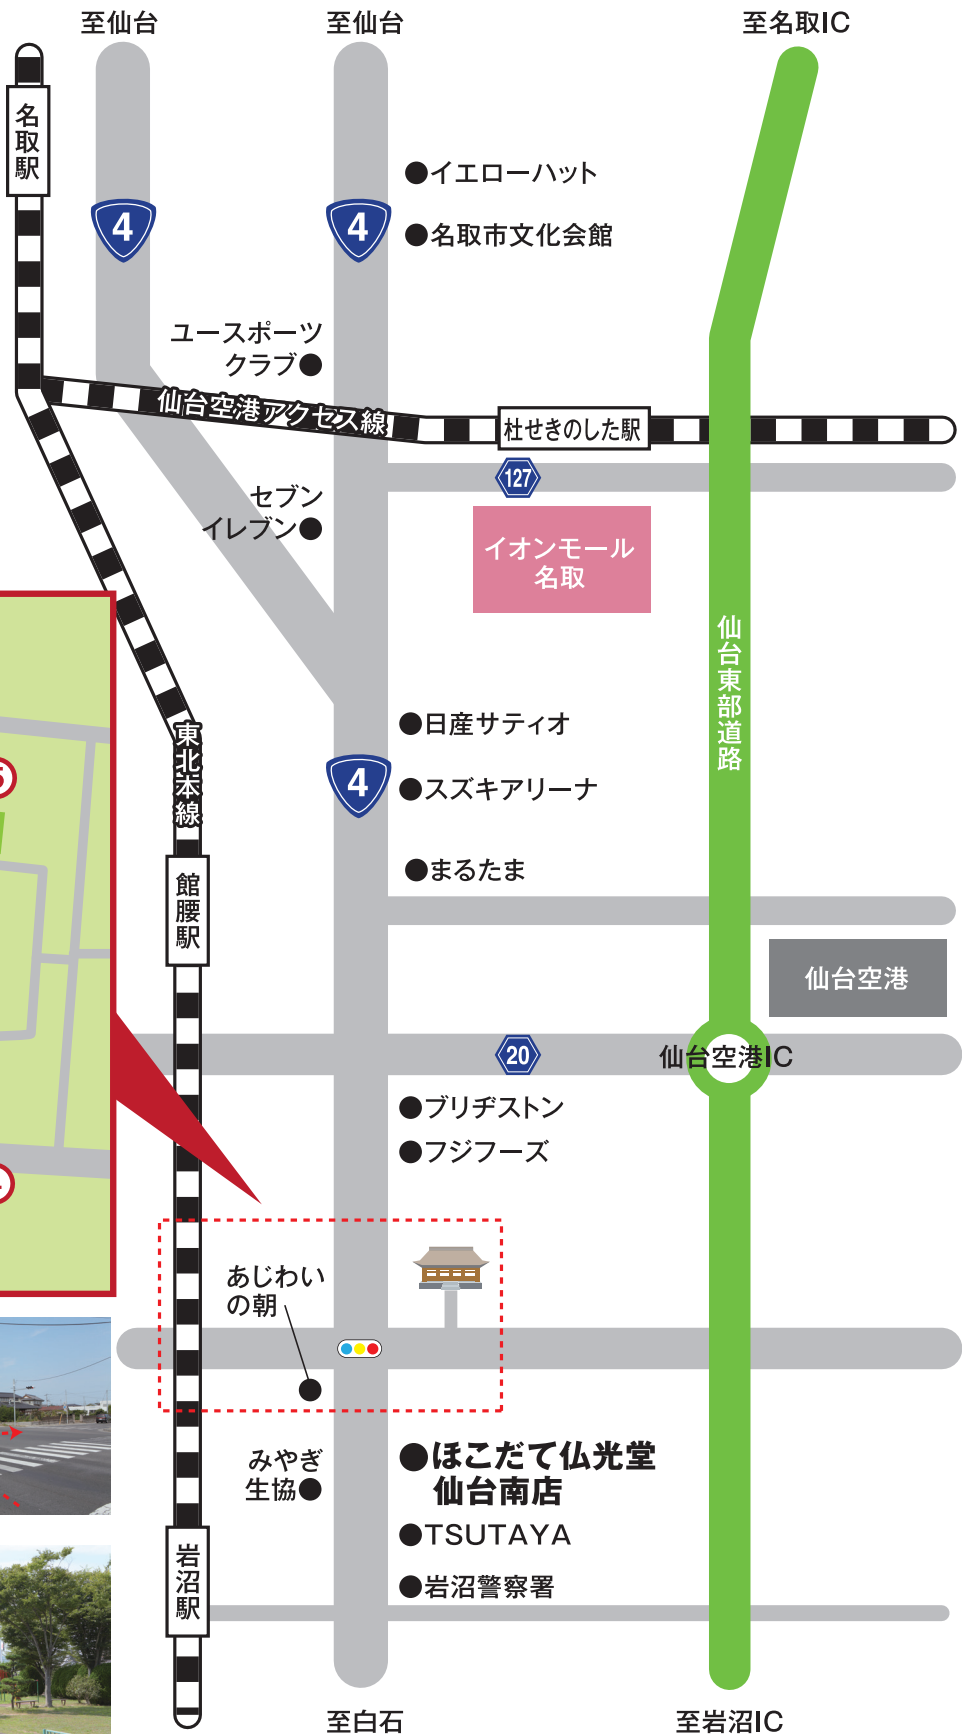 至仙台
至仙台
至名取IC
名取駅
イエローハット
4
4
名取市文化会館
ユースポーツ
クラブ
仙台空港アクセス線
杜せきのした駅
127
セブン
イレブン
イオンモール
名取
仙台東部道路
東北本線
日産サティオ
4
スズキアリーナ
まるたま
館腰駅
仙台空港
20
仙台空港IC
ブリヂストン
フジフーズ
あじわい
の朝
みやぎ
生協
ほこだて仏光堂
仙台南店
TSUTAYA
岩沼警察署
岩沼駅
至白石
至岩沼IC